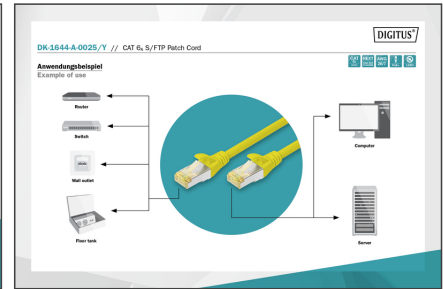 DIGITUS®
DK-1644-A-0025/Y // CAT 6A S/FTP Patch Cord
Anwendungsbeispiel
Example of use
Router
Switch
Wall outlet
Floor tank
Computer
Server